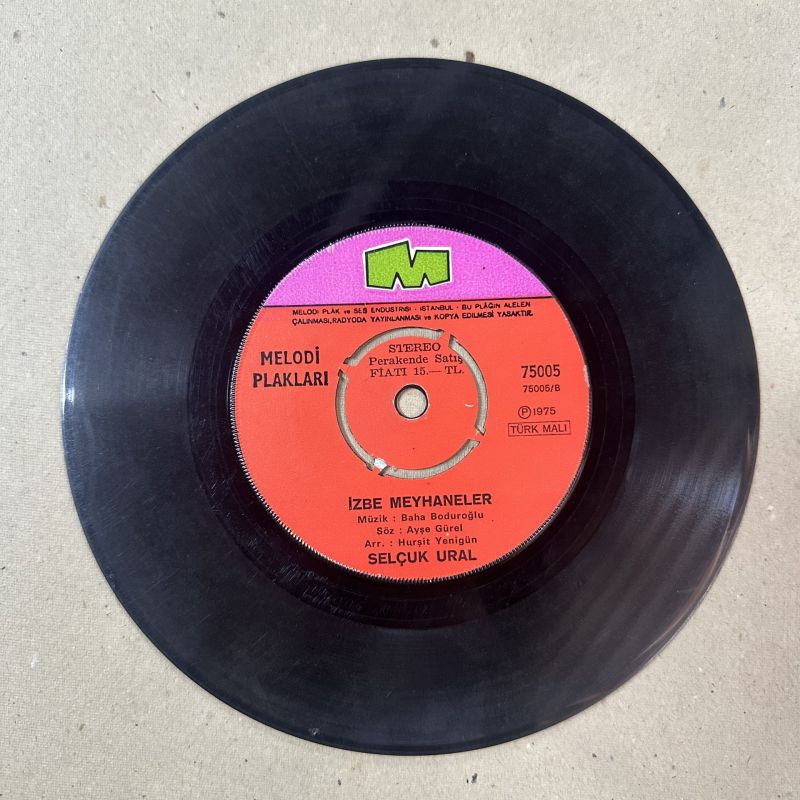 M
MELODİ PLAK ve SES ENDUSTRİSİ - İSTANBUL - BU PLÂĞIN ALELEN
ÇALINMASI,RADYODA YAYINLANMASI ve KOPYA EDİLMESİ YASAKTIR.
STEREO
Perakende Satış
FİATI 15.— TL.
MELODİ
PLAKLARI
75005
75005/B
Ⓟ 1975
TÜRK MALI
İZBE MEYHANELER
Müzik : Baha Boduroğlu
Söz : Ayşe Gürel
Arr. : Hurşit Yenigün
SELÇUK URAL